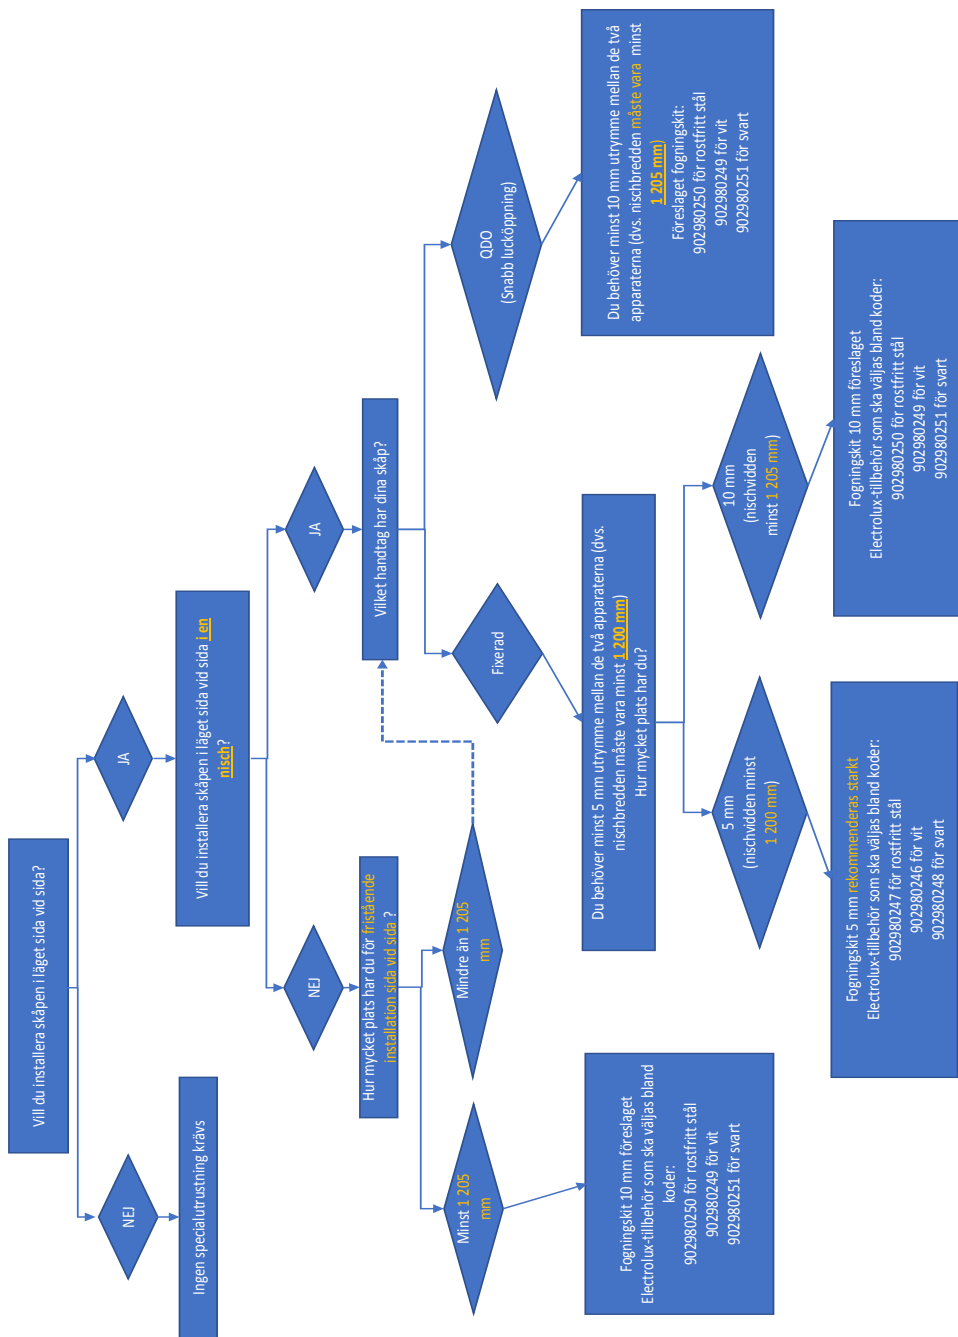 Vill du installera skåpen i läget sida vid sida?
NEJ
JA
Ingen specialutrustning krävs
Vill du installera skåpen i läget sida vid sida i en
nisch?
NEJ
JA
Hur mycket plats har du för fristående
installation sida vid sida ?
Vilket handtag har dina skåp?
Minst 1 205
mm
Mindre än 1 205
mm
Fixerad
QDO
(Snabb lucköppning)
Fogningskit 10 mm föreslaget
Electrolux-tillbehör som ska väljas bland
koder:
902980250 för rostfritt stål
902980249 för vit
902980251 för svart
Du behöver minst 5 mm utrymme mellan de två apparaterna (dvs.
nischbredden måste vara minst 1 200 mm)
Hur mycket plats har du?
Du behöver minst 10 mm utrymme mellan de två
apparaterna (dvs. nischbredden måste vara minst
1 205 mm)
Föreslaget fogningskit:
902980250 för rostfritt stål
902980249 för vit
902980251 för svart
5 mm
(nischvidden minst
1 200 mm)
10 mm
(nischvidden
minst 1 205 mm)
Fogningskit 5 mm rekommenderas starkt
Electrolux-tillbehör som ska väljas bland koder:
902980247 för rostfritt stål
902980246 för vit
902980248 för svart
Fogningskit 10 mm föreslaget
Electrolux-tillbehör som ska väljas bland koder:
902980250 för rostfritt stål
902980249 för vit
902980251 för svart